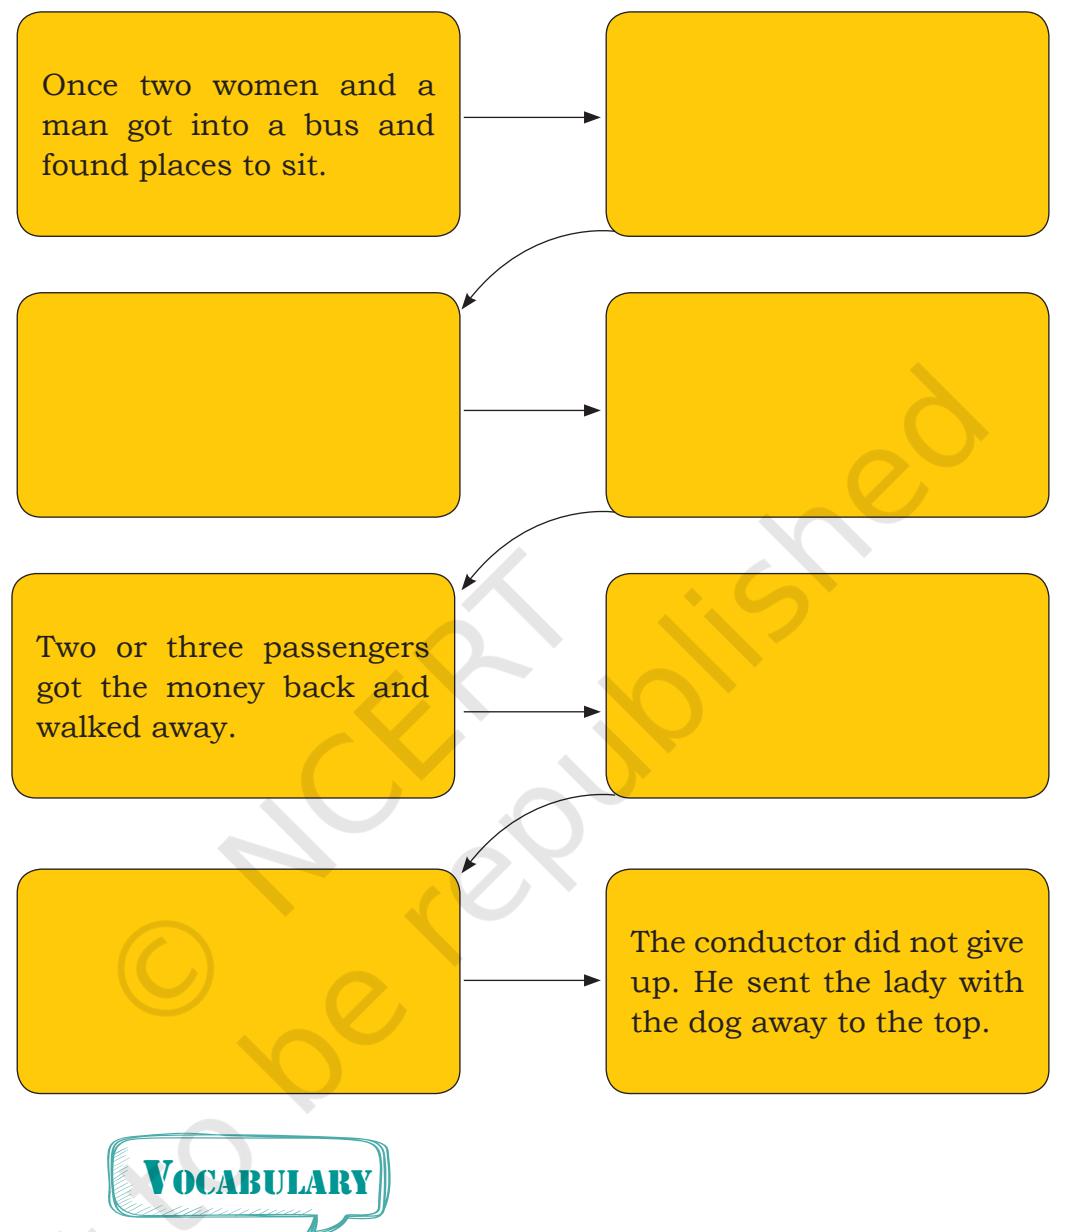 Once two women and a
man got into a bus and
found places to sit.
Two or three passengers
got the money back and
walked away.
The conductor did not give
up. He sent the lady with
the dog away to the top.
© NCERT
to be republished
VOCABULARY